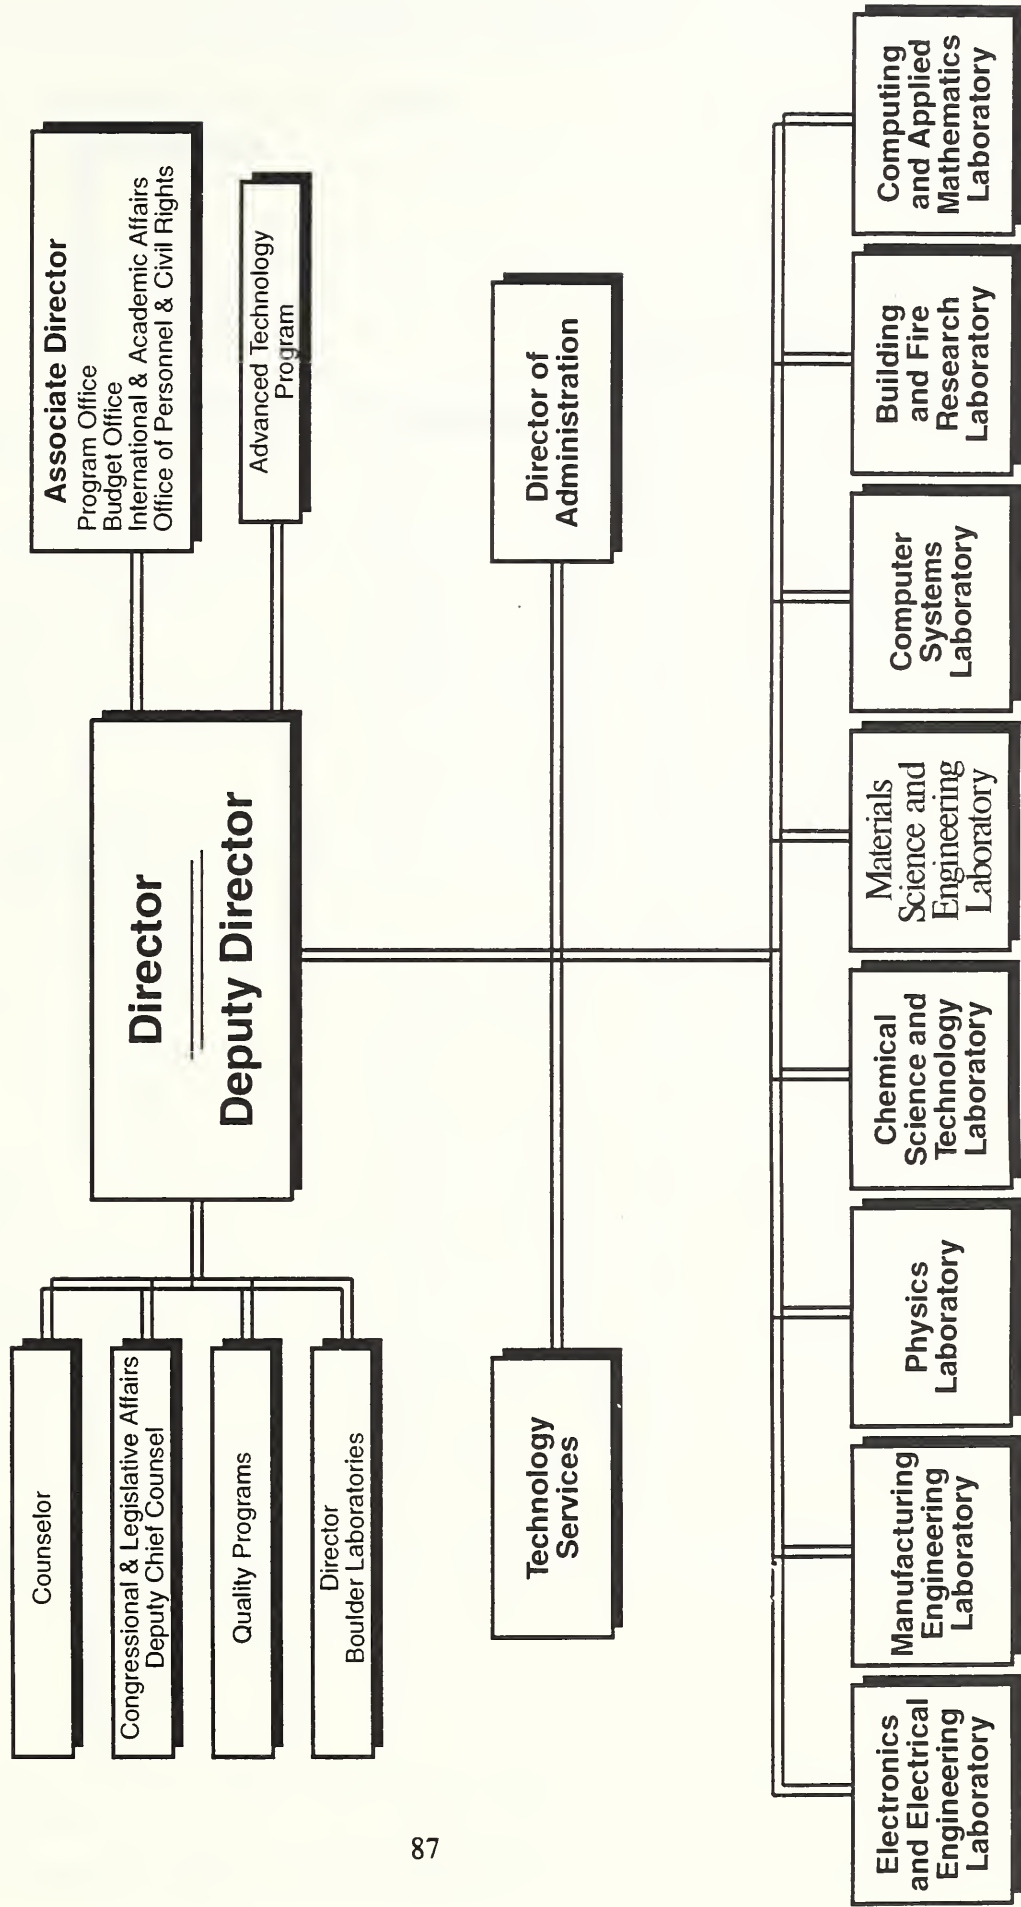 Counselor
Congressional & Legislative Affairs
Deputy Chief Counsel
Quality Programs
Director
Boulder Laboratories
Director
Deputy Director
Associate Director
Program Office
Budget Office
International & Academic Affairs
Office of Personnel & Civil Rights
Advanced Technology
Program
Technology
Services
Director of
Administration
Electronics
and Electrical
Engineering
Laboratory
Manufacturing
Engineering
Laboratory
Physics
Laboratory
Chemical
Science and
Technology
Laboratory
Materials
Science and
Engineering
Laboratory
Computer
Systems
Laboratory
Building
and Fire
Research
Laboratory
Computing
and Applied
Mathematics
Laboratory
87